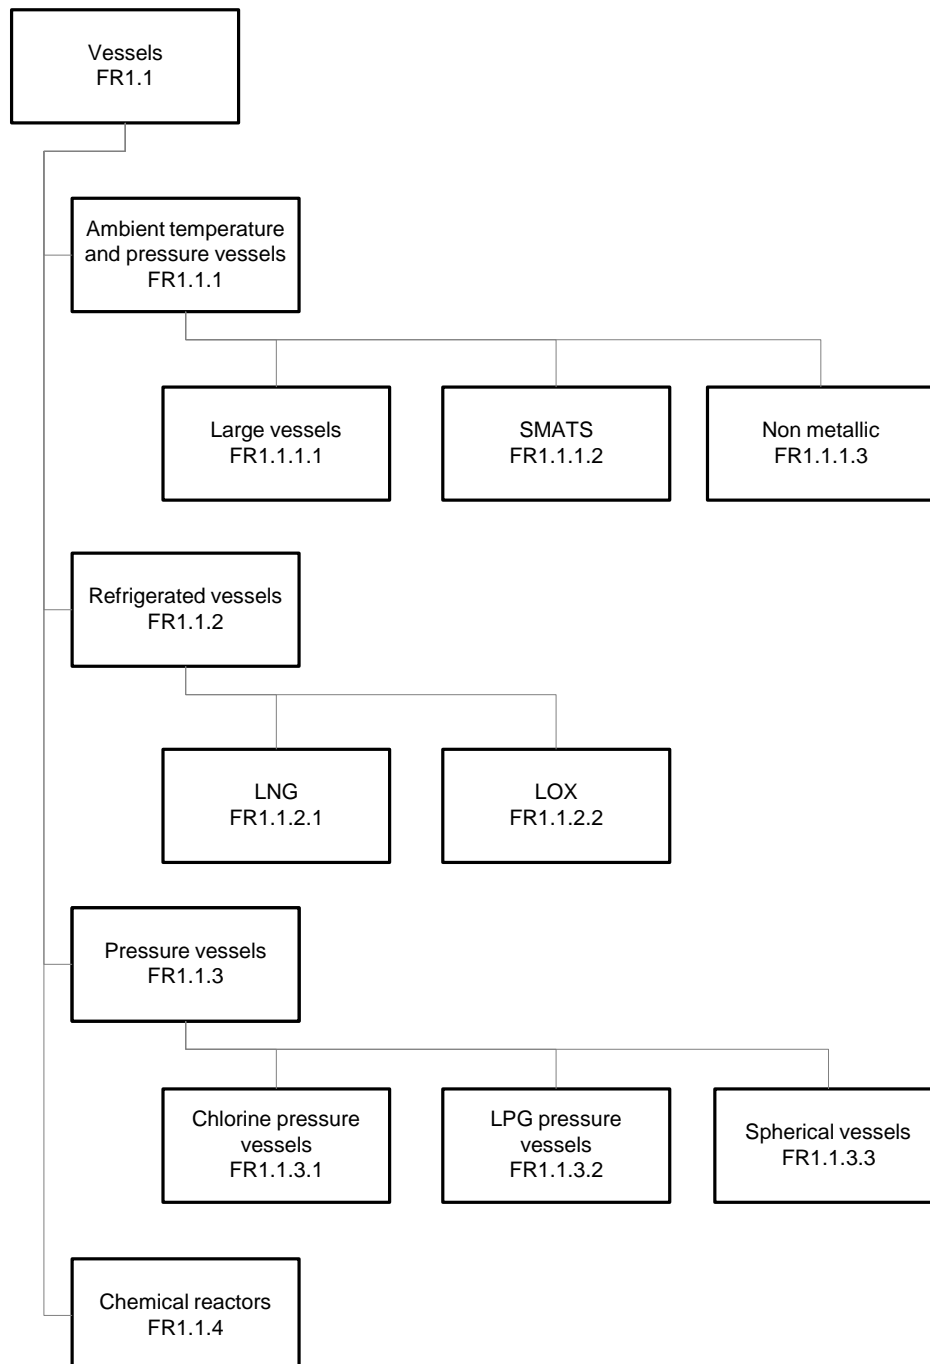 Vessels
FR1.1
Ambient temperature
and pressure vessels
FR1.1.1
Large vessels
FR1.1.1.1
SMATS
FR1.1.1.2
Non metallic
FR1.1.1.3
Refrigerated vessels
FR1.1.2
LNG
FR1.1.2.1
LOX
FR1.1.2.2
Pressure vessels
FR1.1.3
Chlorine pressure
vessels
FR1.1.3.1
LPG pressure
vessels
FR1.1.3.2
Spherical vessels
FR1.1.3.3
Chemical reactors
FR1.1.4